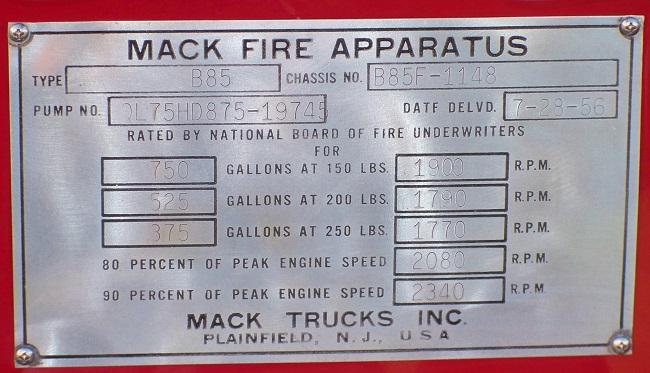 MACK FIRE APPARATUS
TYPE B85 CHASSIS NO. B85F-1148
PUMP NO. QL75HD875-19745 DATE DELVD. 7-28-56
RATED BY NATIONAL BOARD OF FIRE UNDERWRITERS
FOR
750 GALLONS AT 150 LBS. 1900 R.P.M.
525 GALLONS AT 200 LBS. 1790 R.P.M.
375 GALLONS AT 250 LBS. 1770 R.P.M.
80 PERCENT OF PEAK ENGINE SPEED 2080 R.P.M.
90 PERCENT OF PEAK ENGINE SPEED 2340 R.P.M
MACK TRUCKS INC.
PLAINFIELD, N. J., U S A